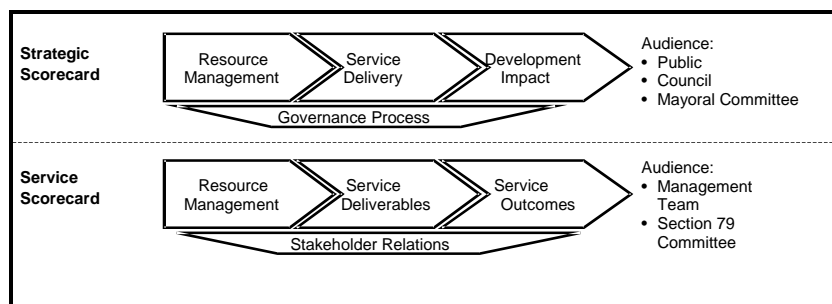 Strategic
Scorecard
Resource
Management
Service
Delivery
Development
Impact
Governance Process
Audience:
• Public
• Council
• Mayoral Committee
Service
Scorecard
Resource
Management
Service
Deliverables
Service
Outcomes
Stakeholder Relations
Audience:
• Management
Team
• Section 79
Committee